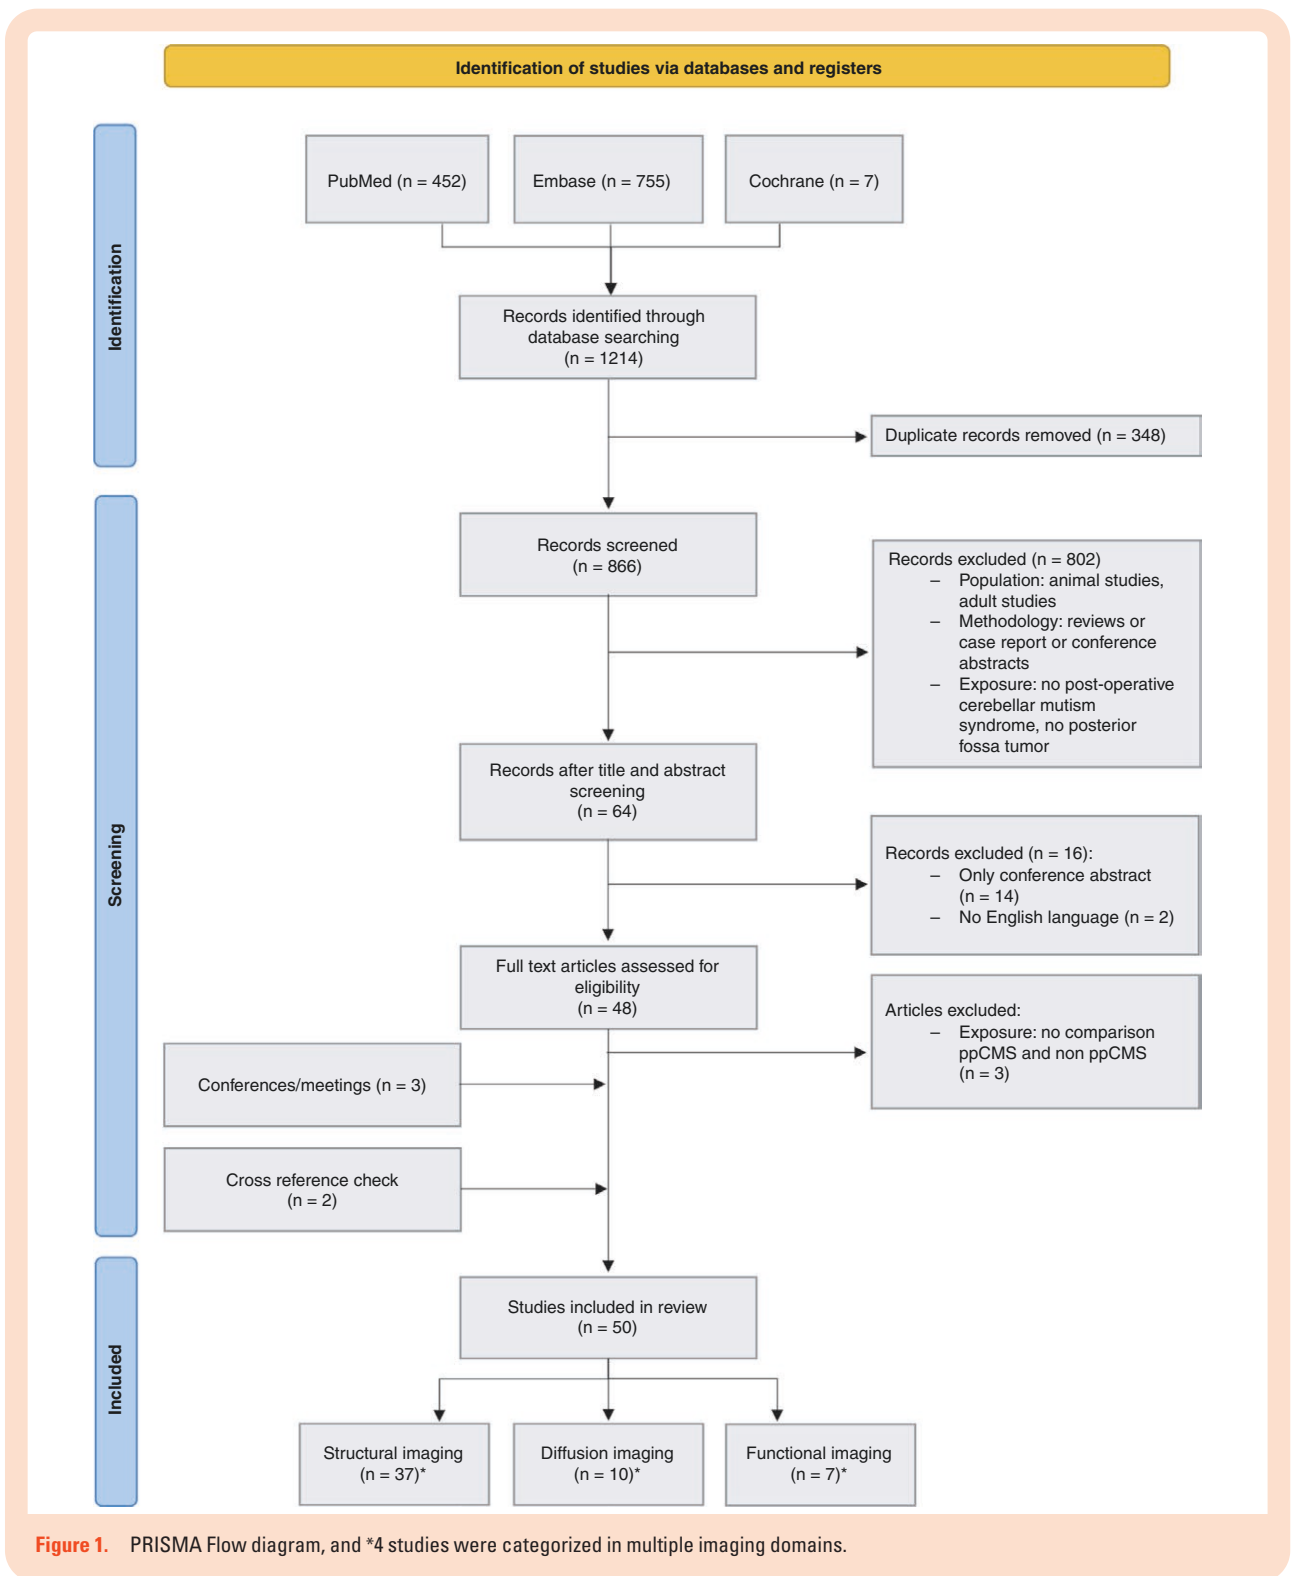 Identification of studies via databases and registers
Identification
PubMed (n = 452)
Embase (n = 755)
Cochrane (n = 7)
Records identified through
database searching
(n = 1214)
Duplicate records removed (n = 348)
Screening
Records screened
(n = 866)
Records excluded (n = 802)
– Population: animal studies,
adult studies
– Methodology: reviews or
case report or conference
abstracts
– Exposure: no post-operative
cerebellar mutism
syndrome, no posterior
fossa tumor
Records after title and abstract
screening
(n = 64)
Records excluded (n = 16):
– Only conference abstract
(n = 14)
– No English language (n = 2)
Full text articles assessed for
eligibility
(n = 48)
Articles excluded:
– Exposure: no comparison
ppCMS and non ppCMS
(n = 3)
Conferences/meetings (n = 3)
Cross reference check
(n = 2)
Included
Studies included in review
(n = 50)
Structural imaging
(n = 37)*
Diffusion imaging
(n = 10)*
Functional imaging
(n = 7)*
Figure 1. PRISMA Flow diagram, and *4 studies were categorized in multiple imaging domains.